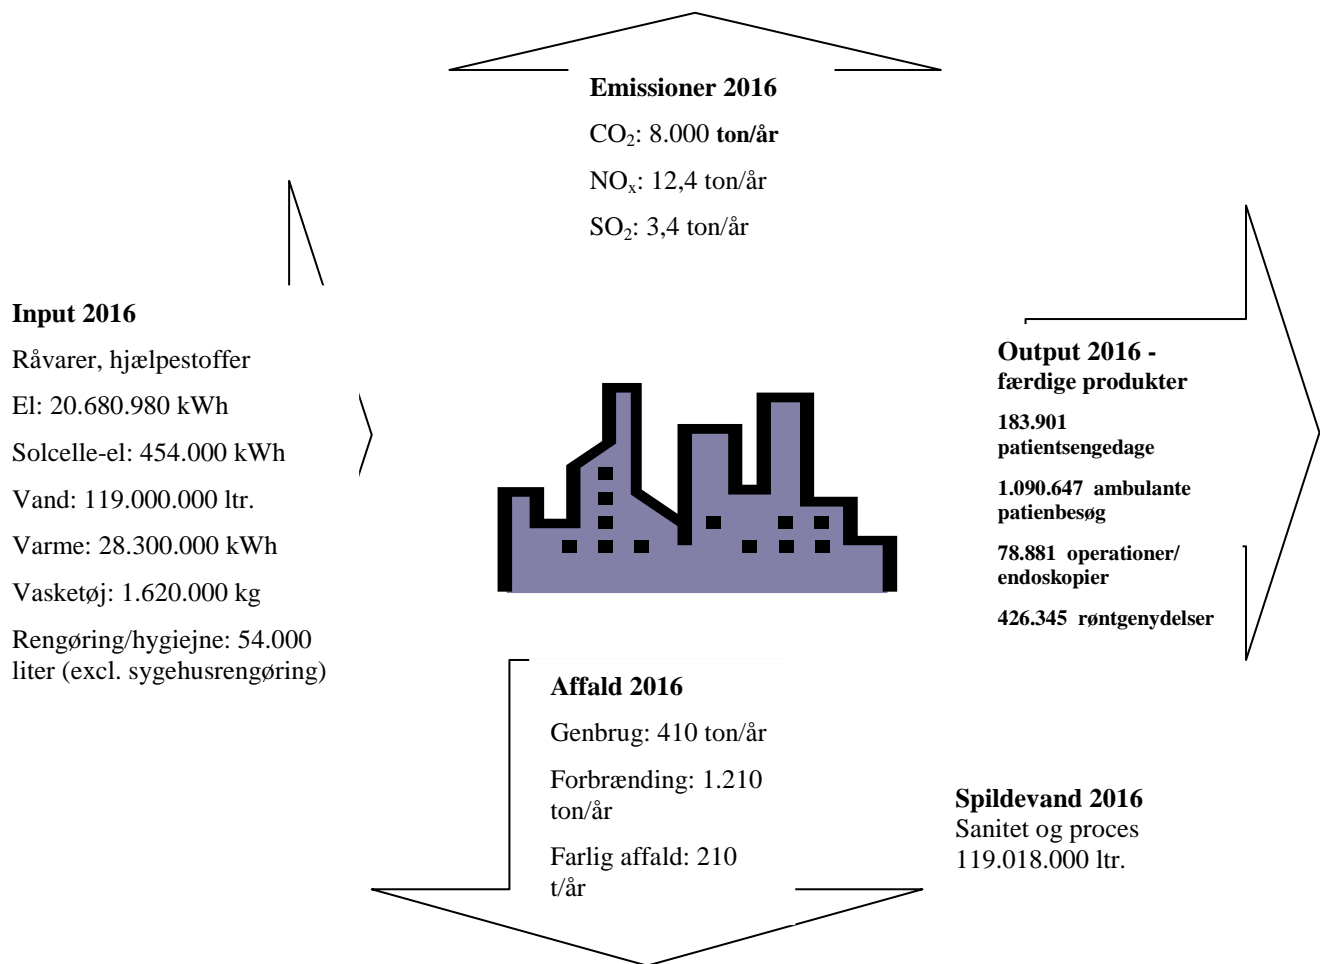 Emissioner 2016
CO₂: 8.000 ton/år
NOₓ: 12,4 ton/år
SO₂: 3,4 ton/år
Input 2016
Råvarer, hjælpestoffer
El: 20.680.980 kWh
Solcelle-el: 454.000 kWh
Vand: 119.000.000 ltr.
Varme: 28.300.000 kWh
Vasketøj: 1.620.000 kg
Rengøring/hygiejne: 54.000
liter (excl. sygehusrengøring)
Output 2016 -
færdige produkter
183.901
patientsengedage
1.090.647 ambulante
patienbesøg
78.881 operationer/
endoskopier
426.345 røntgenydelser
Affald 2016
Genbrug: 410 ton/år
Forbrænding: 1.210
ton/år
Farlig affald: 210
t/år
Spildevand 2016
Sanitet og proces
119.018.000 ltr.